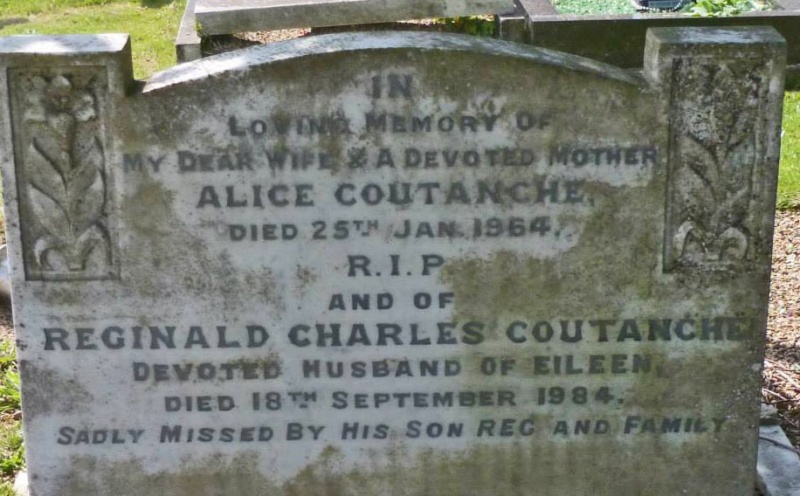 IN
LOVING MEMORY OF
MY DEAR WIFE & A DEVOTED MOTHER
ALICE COUTANCHE,
DIED 25TH JAN. 1964.
R.I.P
AND OF
REGINALD CHARLES COUTANCHE
DEVOTED HUSBAND OF EILEEN,
DIED 18TH SEPTEMBER 1984.
SADLY MISSED BY HIS SON REG AND FAMILY